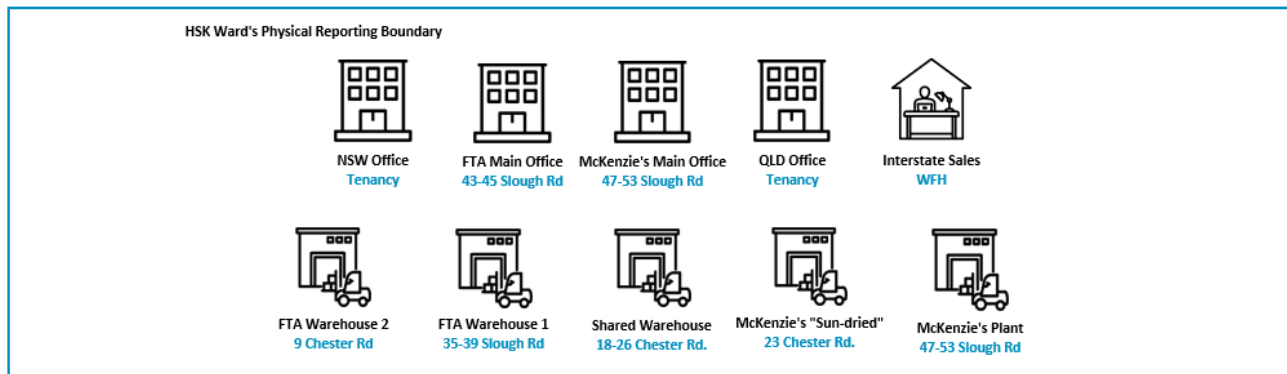 HSK Ward's Physical Reporting Boundary
NSW Office
Tenancy
FTA Main Office
43-45 Slough Rd
McKenzie's Main Office
47-53 Slough Rd
QLD Office
Tenancy
Interstate Sales
WFH
FTA Warehouse 2
9 Chester Rd
FTA Warehouse 1
35-39 Slough Rd
Shared Warehouse
18-26 Chester Rd.
McKenzie's "Sun-dried"
23 Chester Rd.
McKenzie's Plant
47-53 Slough Rd